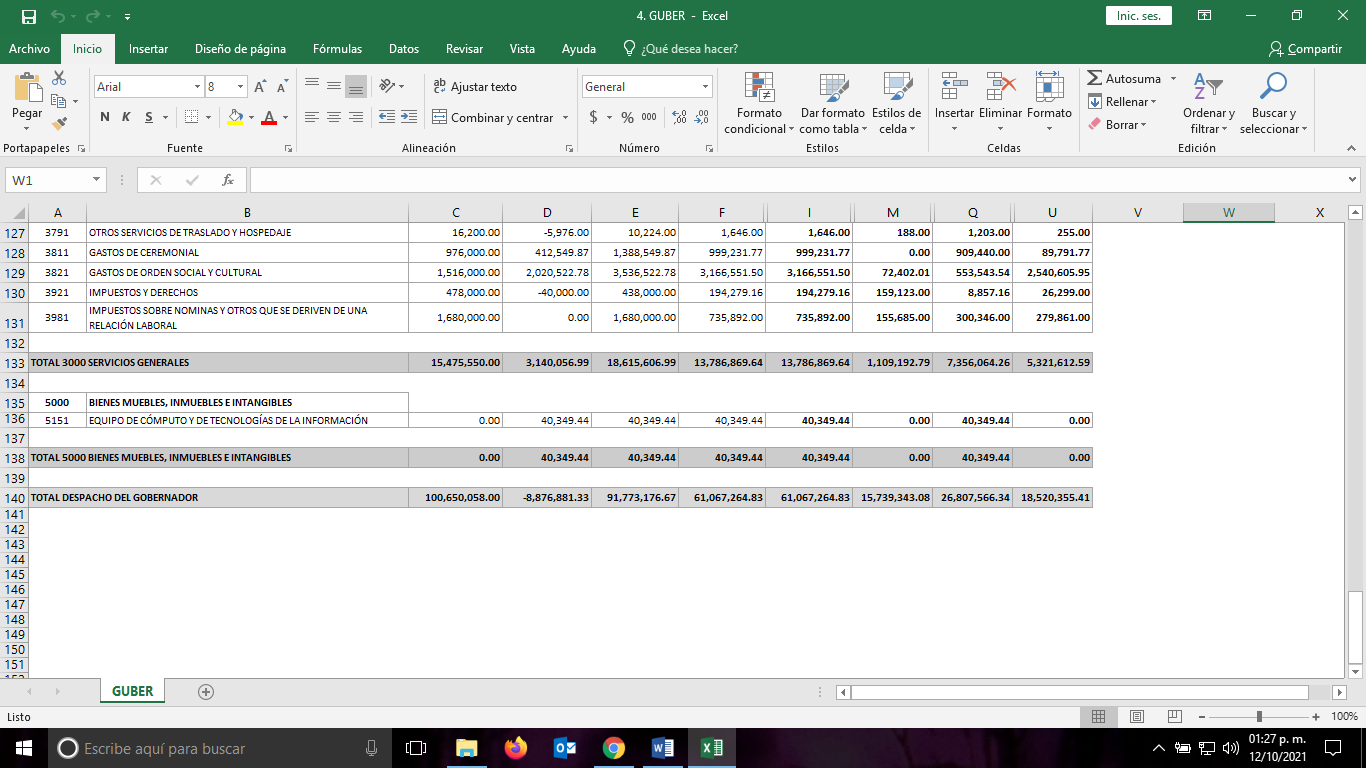 4. GUBER - Excel
Inic. ses.
Archivo Inicio Insertar Diseño de página Fórmulas Datos Revisar Vista Ayuda ¿Qué desea hacer? Compartir
Pegar
Arial 8 A A
N K S A
ab Ajustar texto
Combinar y centrar
General
$ % 000
Formato condicional
Dar formato como tabla
Estilos de celda
Insertar Eliminar Formato
Autosuma
Rellenar
Borrar
Ordenar y filtrar
Buscar y seleccionar
Portapapeles Fuente Alineación Número Estilos Celdas Edición
W1 fx
A B C D E F I M Q U V W X
127 3791 OTROS SERVICIOS DE TRASLADO Y HOSPEDAJE 16,200.00 -5,976.00 10,224.00 1,646.00 1,646.00 188.00 1,203.00 255.00
128 3811 GASTOS DE CEREMONIAL 976,000.00 412,549.87 1,388,549.87 999,231.77 999,231.77 0.00 909,440.00 89,791.77
129 3821 GASTOS DE ORDEN SOCIAL Y CULTURAL 1,516,000.00 2,020,522.78 3,536,522.78 3,166,551.50 3,166,551.50 72,402.01 553,543.54 2,540,605.95
130 3921 IMPUESTOS Y DERECHOS 478,000.00 -40,000.00 438,000.00 194,279.16 194,279.16 159,123.00 8,857.16 26,299.00
131 3981 IMPUESTOS SOBRE NOMINAS Y OTROS QUE SE DERIVEN DE UNA RELACIÓN LABORAL 1,680,000.00 0.00 1,680,000.00 735,892.00 735,892.00 155,685.00 300,346.00 279,861.00
132
133 TOTAL 3000 SERVICIOS GENERALES 15,475,550.00 3,140,056.99 18,615,606.99 13,786,869.64 13,786,869.64 1,109,192.79 7,356,064.26 5,321,612.59
134
135 5000 BIENES MUEBLES, INMUEBLES E INTANGIBLES
136 5151 EQUIPO DE CÓMPUTO Y DE TECNOLOGÍAS DE LA INFORMACIÓN 0.00 40,349.44 40,349.44 40,349.44 40,349.44 0.00 40,349.44 0.00
137
138 TOTAL 5000 BIENES MUEBLES, INMUEBLES E INTANGIBLES 0.00 40,349.44 40,349.44 40,349.44 40,349.44 0.00 40,349.44 0.00
139
140 TOTAL DESPACHO DEL GOBERNADOR 100,650,058.00 -8,876,881.33 91,773,176.67 61,067,264.83 61,067,264.83 15,739,343.08 26,807,566.34 18,520,355.41
141
142
143
144
145
146
147
148
149
150
151
GUBER
Listo
100%
Escribe aquí para buscar
01:27 p. m.
12/10/2021